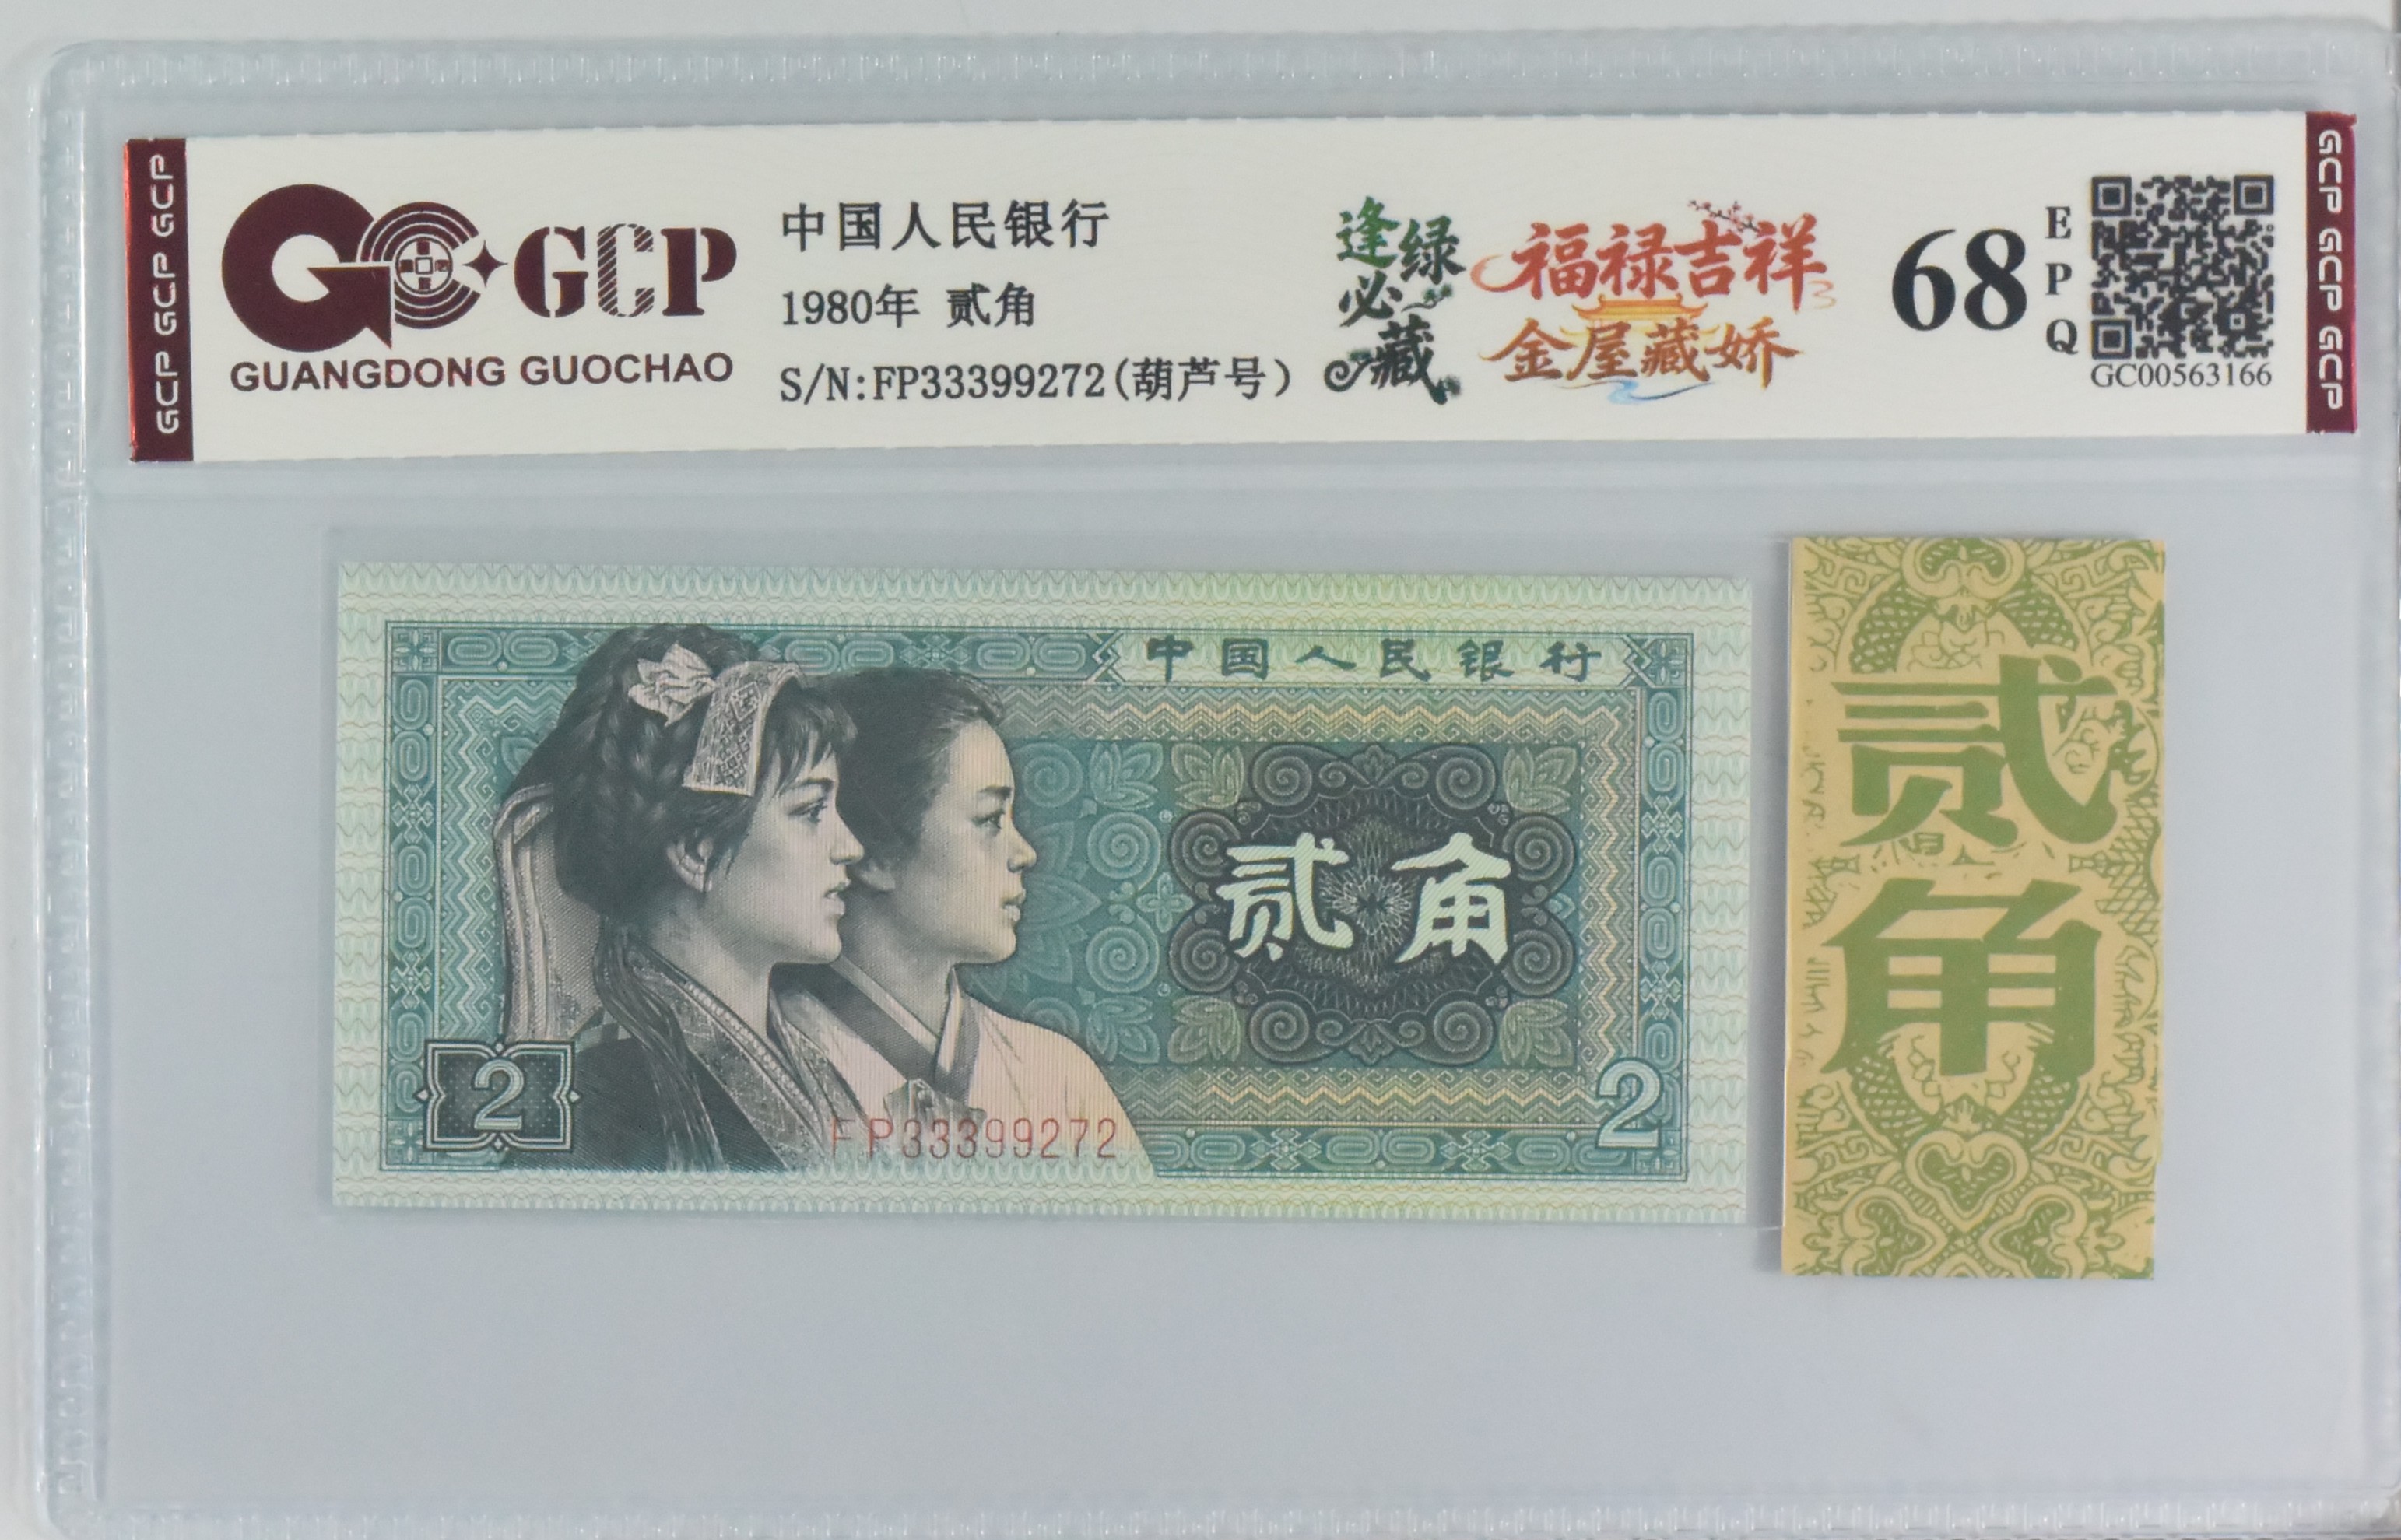 GCP GCP GCP
GCP
GUANGDONG GUOCHAO
中国人民银行
1980年 贰角
S/N:FP33399272(葫芦号)
逢绿
必藏
福禄吉祥
金屋藏娇
68
EPQ
GC00563166
GCP GCP GCP
中国人民银行
贰角
2
FP33399272
2
贰
角